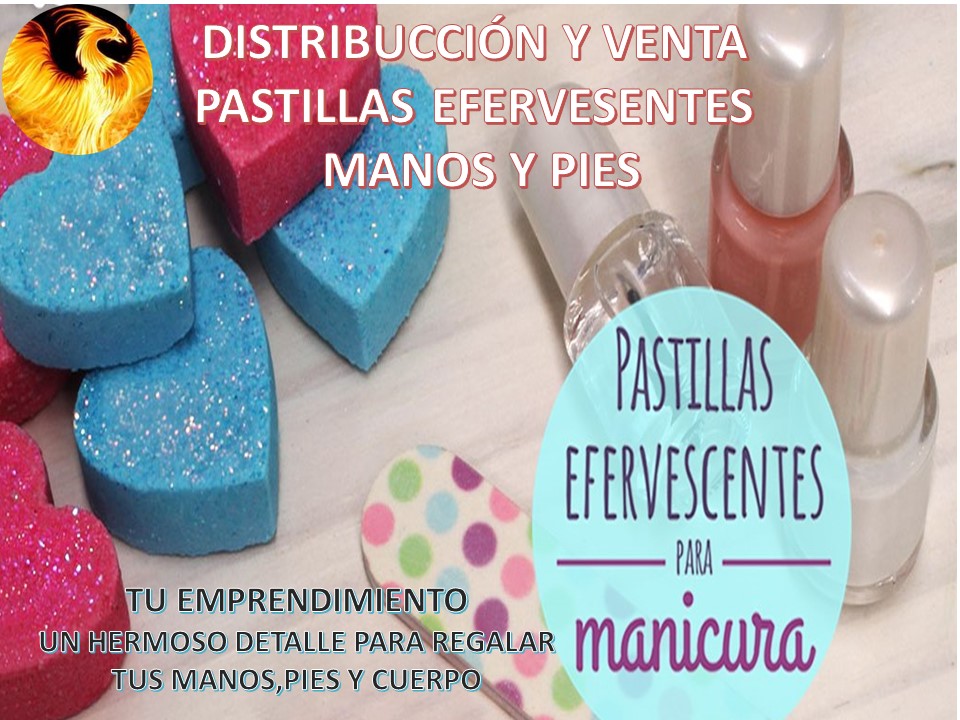 DISTRIBUCCIÓN Y VENTA
PASTILLAS EFERVESENTES
MANOS Y PIES
PASTILLAS
EFERVESCENTES
PARA
manicura
TU EMPRENDIMIENTO
UN HERMOSO DETALLE PARA REGALAR
TUS MANOS,PIES Y CUERPO